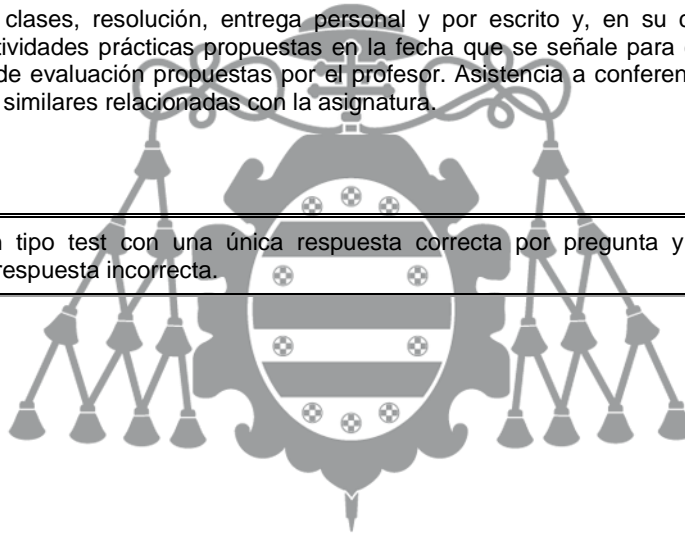 clases, resolución, entrega personal y por escrito y, en su
tividades prácticas propuestas en la fecha que se señale para
de evaluación propuestas por el profesor. Asistencia a
similares relacionadas con la asignatura.
tipo test con una única respuesta correcta por pregunta y
respuesta incorrecta.